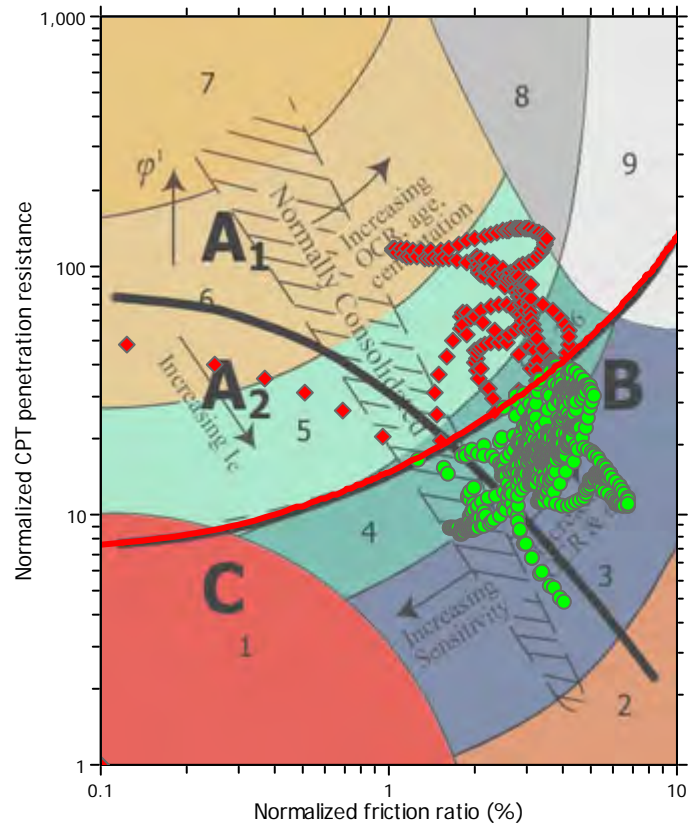 1,000
100
10
1
Normalized CPT penetration resistance
7
8
9
φ'
A1
Increasing
OCR, age,
Normally Consolidated
6
A2
Increasing Ic
5
B
4
C
Increasing
Sensitivity
3
1
2
0.1
1
10
Normalized friction ratio (%)